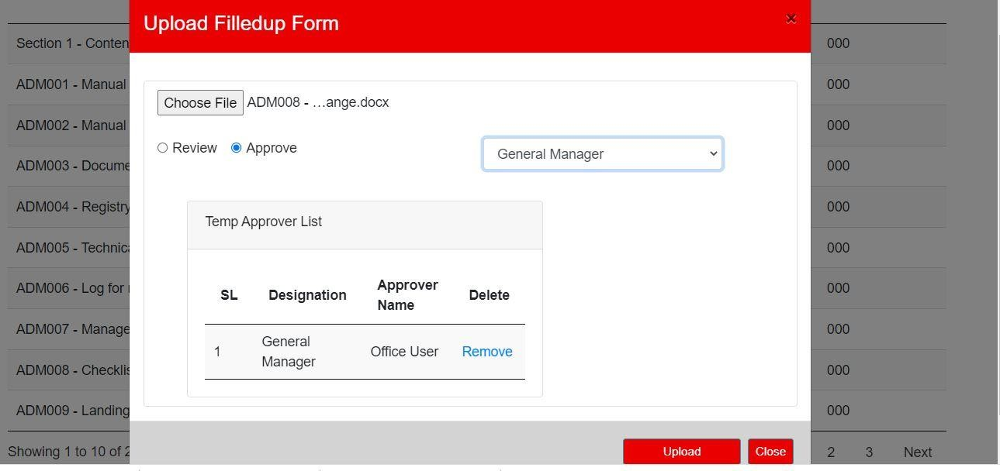 Upload Filledup Form
×
Choose File ADM008 - …ange.docx
Review Approve General Manager
Temp Approver List
SL Designation Approver Name Delete
1 General Manager Office User Remove
Upload Close
Section 1 - Conten 000
ADM001 - Manual 000
ADM002 - Manual 000
ADM003 - Docume 000
ADM004 - Registry 000
ADM005 - Technica 000
ADM006 - Log for 000
ADM007 - Manage 000
ADM008 - Checklis 000
ADM009 - Landing 000
Showing 1 to 10 of 2 2 3 Next